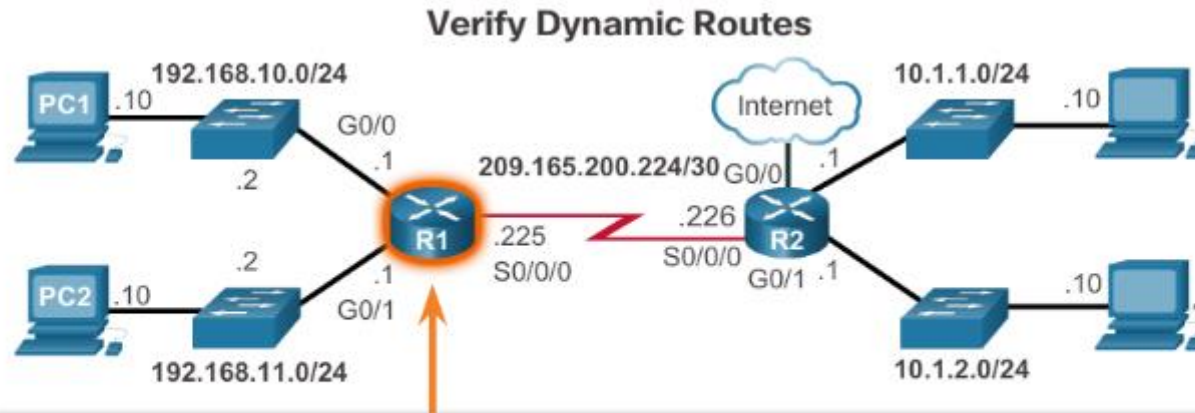 Verify Dynamic Routes
192.168.10.0/24
10.1.1.0/24
PC1
.10
G0/0
.1
.2
Internet
.10
209.165.200.224/30
G0/0
.1
R1
.225
S0/0/0
.226
S0/0/0
R2
G0/1
.1
PC2
.10
.2
.1
G0/1
.10
192.168.11.0/24
10.1.2.0/24